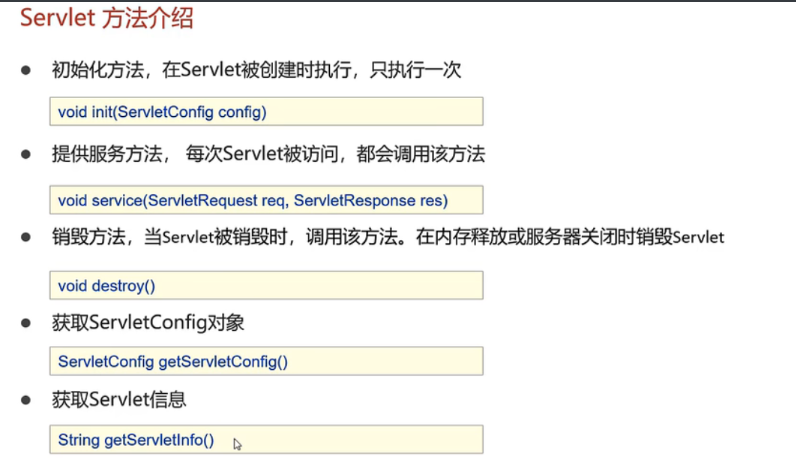 Servlet 方法介绍
● 初始化方法，在Servlet被创建时执行，只执行一次
void init(ServletConfig config)
● 提供服务方法， 每次Servlet被访问，都会调用该方法
void service(ServletRequest req, ServletResponse res)
● 销毁方法，当Servlet被销毁时，调用该方法。在内存释放或服务器关闭时销毁Servlet
void destroy()
● 获取ServletConfig对象
ServletConfig getServletConfig()
● 获取Servlet信息
String getServletInfo()